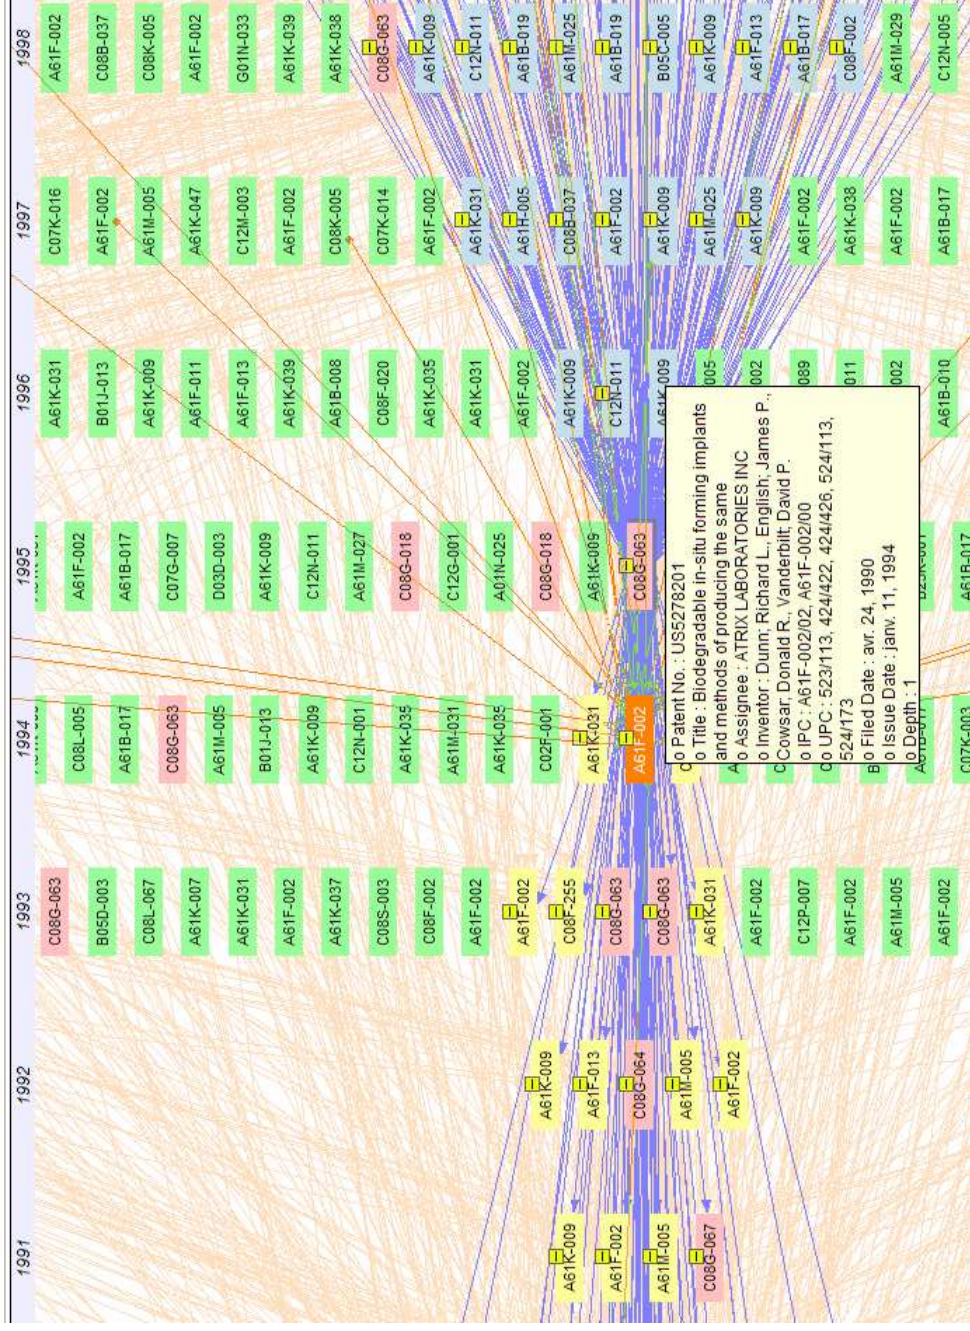 1991
1992
1993
1994
1995
1996
1997
1998
A61K-009
A61F-002
A61M-005
C08G-067
A61K-009
A61F-013
C08G-064
A61M-005
A61F-002
C08G-063
B05D-003
C08L-067
A61K-007
A61K-031
A61F-002
A61K-037
C08S-003
C08F-002
A61F-002
A61F-002
C08F-255
C08G-063
C08G-063
A61K-031
A61F-002
C12P-007
A61F-002
A61M-005
A61F-002
C08L-005
A61B-017
C08G-063
A61M-005
B01J-013
A61K-009
C12N-001
A61K-035
A61M-031
A61K-035
C02F-001
A61K-031
A61F-002
C07K-003
A61F-002
A61B-017
C07G-007
D03D-003
A61K-009
C12N-011
A61M-027
C08G-018
C12G-001
A01N-025
C08G-018
A61K-009
C08G-063
A61B-017
A61K-031
B01J-013
A61K-009
A61F-011
A61F-013
A61K-039
A61B-008
C08F-020
A61K-035
A61K-031
A61F-002
A61K-009
C12N-011
A61K-009
005
002
089
011
002
A61B-010
C07K-016
A61F-002
A61M-005
A61K-047
C12M-003
A61F-002
C08K-005
C07K-014
A61F-002
A61K-031
A61H-005
C08B-037
A61F-002
A61K-009
A61M-025
A61K-009
A61F-002
A61K-038
A61F-002
A61B-017
A61F-002
C08B-037
C08K-005
A61F-002
G01N-033
A61K-039
A61K-038
C08G-063
A61K-009
C12N-011
A61B-019
A61M-025
A61B-019
B05C-005
A61K-009
A61F-013
A61B-017
C08F-002
A61M-029
C12N-005
o Patent No. : US5278201
o Title : Biodegradable in-situ forming implants
and methods of producing the same
o Assignee : ATRIX LABORATORIES INC
o Inventor : Dunn; Richard L., English; James P.,
Cowsar; Donald R., Vanderbilt; David P.
o IPC : A61F-002/02, A61F-002/00
o UPC : 523/113, 424/422, 424/426, 524/113,
524/173
o Filed Date : avr. 24, 1990
o Issue Date : janv. 11, 1994
o Depth : 1